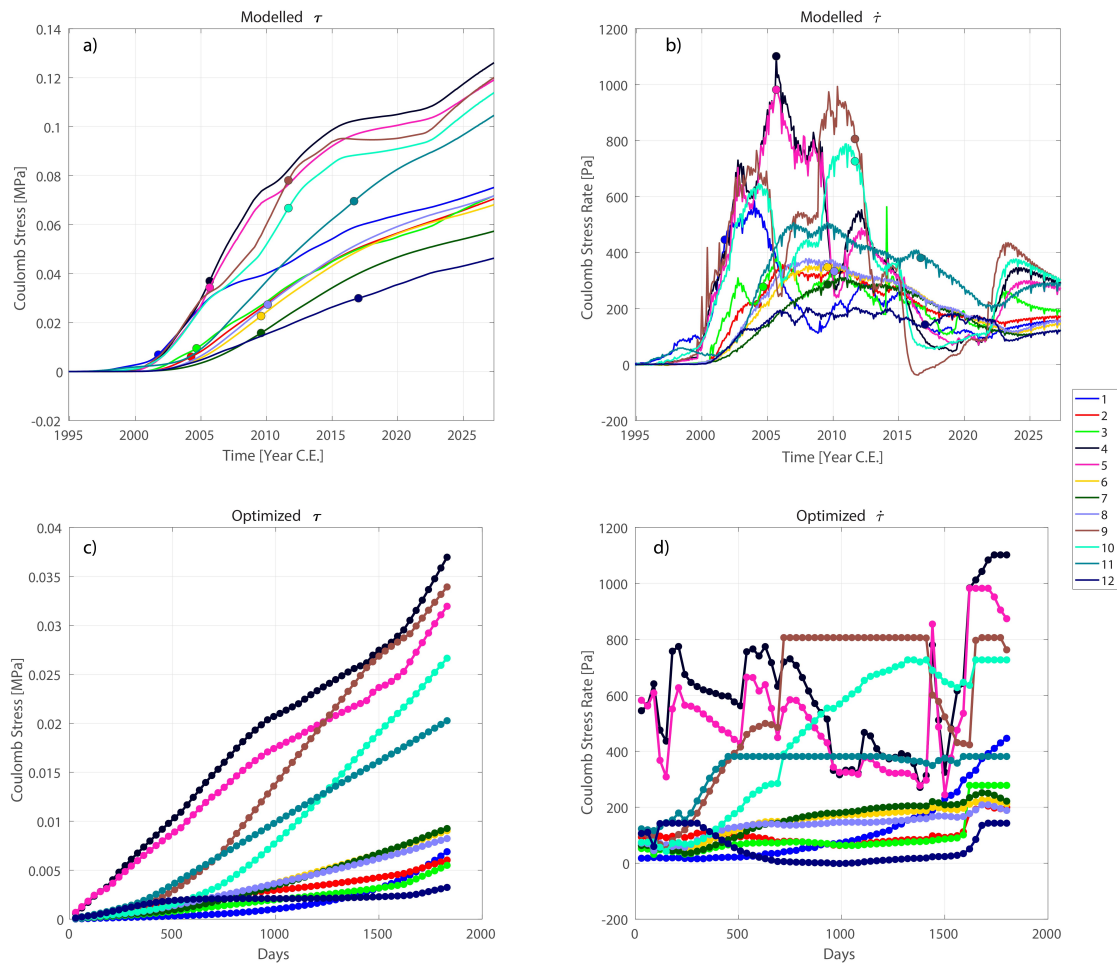 Modelled τ
a)
0.14
0.12
0.1
0.08
0.06
0.04
0.02
0
-0.02
Coulomb Stress [MPa]
1995 2000 2005 2010 2015 2020 2025
Time [Year C.E.]
Modelled τ̇
b)
1200
1000
800
600
400
200
0
-200
Coulomb Stress Rate [Pa]
1995 2000 2005 2010 2015 2020 2025
Time [Year C.E.]
1
2
3
4
5
6
7
8
9
10
11
12
Optimized τ
c)
0.04
0.035
0.03
0.025
0.02
0.015
0.01
0.005
0
Coulomb Stress [MPa]
0 500 1000 1500 2000
Days
Optimized τ̇
d)
1200
1000
800
600
400
200
0
-200
Coulomb Stress Rate [Pa]
0 500 1000 1500 2000
Days